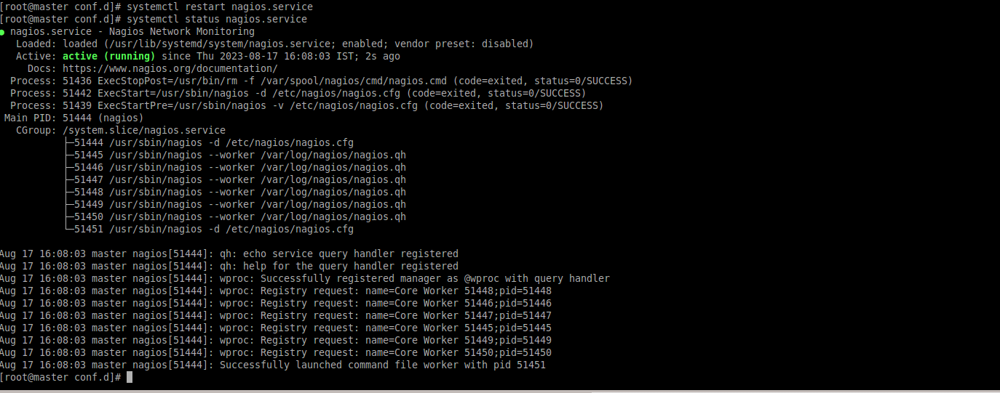 [root@master conf.d]# systemctl restart nagios.service
[root@master conf.d]# systemctl status nagios.service
● nagios.service - Nagios Network Monitoring
   Loaded: loaded (/usr/lib/systemd/system/nagios.service; enabled; vendor preset: disabled)
   Active: active (running) since Thu 2023-08-17 16:08:03 IST; 2s ago
     Docs: https://www.nagios.org/documentation/
  Process: 51436 ExecStopPost=/usr/bin/rm -f /var/spool/nagios/cmd/nagios.cmd (code=exited, status=0/SUCCESS)
  Process: 51442 ExecStart=/usr/sbin/nagios -d /etc/nagios/nagios.cfg (code=exited, status=0/SUCCESS)
  Process: 51439 ExecStartPre=/usr/sbin/nagios -v /etc/nagios/nagios.cfg (code=exited, status=0/SUCCESS)
 Main PID: 51444 (nagios)
   CGroup: /system.slice/nagios.service
           ├─51444 /usr/sbin/nagios -d /etc/nagios/nagios.cfg
           ├─51445 /usr/sbin/nagios --worker /var/log/nagios/nagios.qh
           ├─51446 /usr/sbin/nagios --worker /var/log/nagios/nagios.qh
           ├─51447 /usr/sbin/nagios --worker /var/log/nagios/nagios.qh
           ├─51448 /usr/sbin/nagios --worker /var/log/nagios/nagios.qh
           ├─51449 /usr/sbin/nagios --worker /var/log/nagios/nagios.qh
           ├─51450 /usr/sbin/nagios --worker /var/log/nagios/nagios.qh
           └─51451 /usr/sbin/nagios -d /etc/nagios/nagios.cfg

Aug 17 16:08:03 master nagios[51444]: qh: echo service query handler registered
Aug 17 16:08:03 master nagios[51444]: qh: help for the query handler registered
Aug 17 16:08:03 master nagios[51444]: wproc: Successfully registered manager as @wproc with query handler
Aug 17 16:08:03 master nagios[51444]: wproc: Registry request: name=Core Worker 51448;pid=51448
Aug 17 16:08:03 master nagios[51444]: wproc: Registry request: name=Core Worker 51446;pid=51446
Aug 17 16:08:03 master nagios[51444]: wproc: Registry request: name=Core Worker 51447;pid=51447
Aug 17 16:08:03 master nagios[51444]: wproc: Registry request: name=Core Worker 51445;pid=51445
Aug 17 16:08:03 master nagios[51444]: wproc: Registry request: name=Core Worker 51449;pid=51449
Aug 17 16:08:03 master nagios[51444]: wproc: Registry request: name=Core Worker 51450;pid=51450
Aug 17 16:08:03 master nagios[51444]: Successfully launched command file worker with pid 51451
[root@master conf.d]#